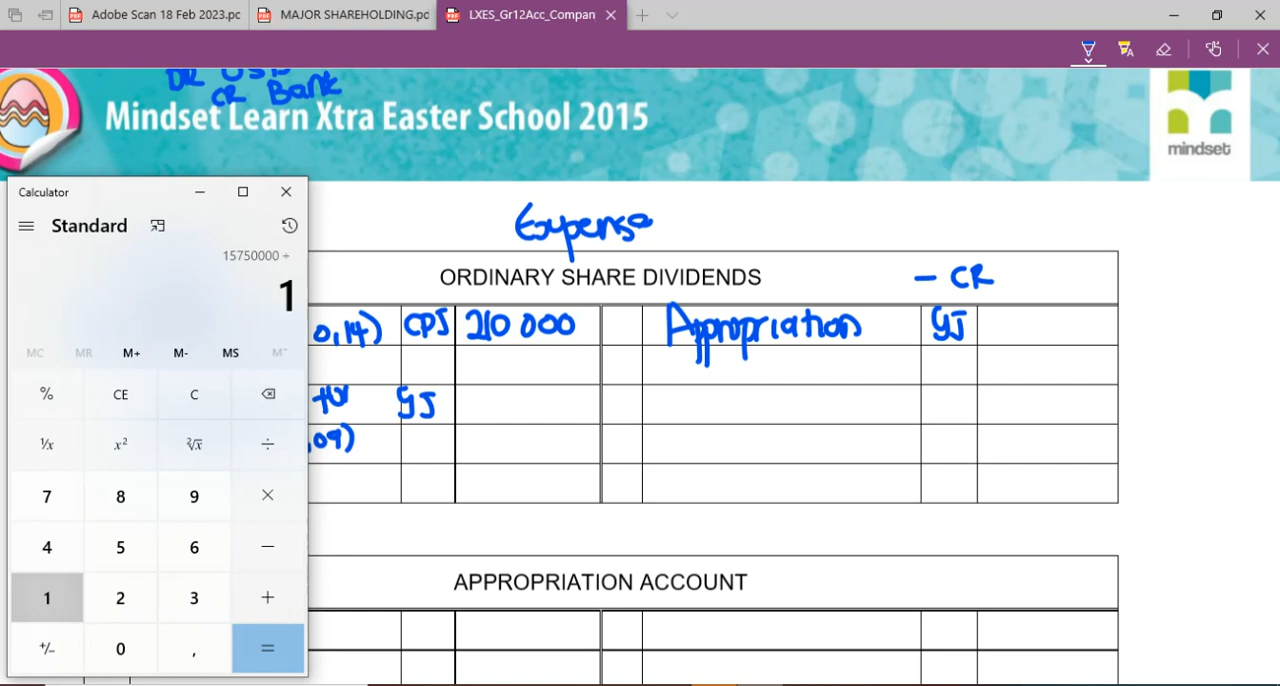 Adobe Scan 18 Feb 2023.pc
MAJOR SHAREHOLDING.pc
LXES_Gr12Acc_Compan
DR USB
CR Bank
Mindset Learn Xtra Easter School 2015
mindset
Calculator
Standard
15750000 ÷
1
MC MR M+ M- MS M˅
% CE C
¹/x x² ²√x ÷
7 8 9 ×
4 5 6 −
1 2 3 +
+/− 0 , =
Expense
ORDINARY SHARE DIVIDENDS
- CR
0,14) CPJ 210 000 Appropriation GJ
for GJ
,09)
APPROPRIATION ACCOUNT